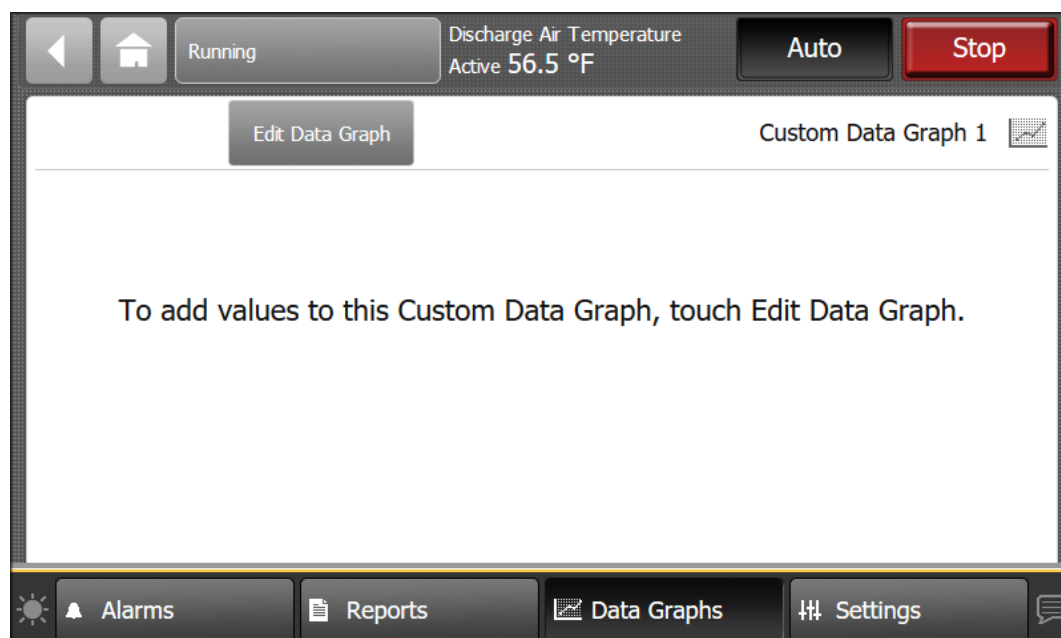 Running
Discharge Air Temperature
Active 56.5 °F
Auto
Stop
Edit Data Graph
Custom Data Graph 1
To add values to this Custom Data Graph, touch Edit Data Graph.
Alarms
Reports
Data Graphs
Settings